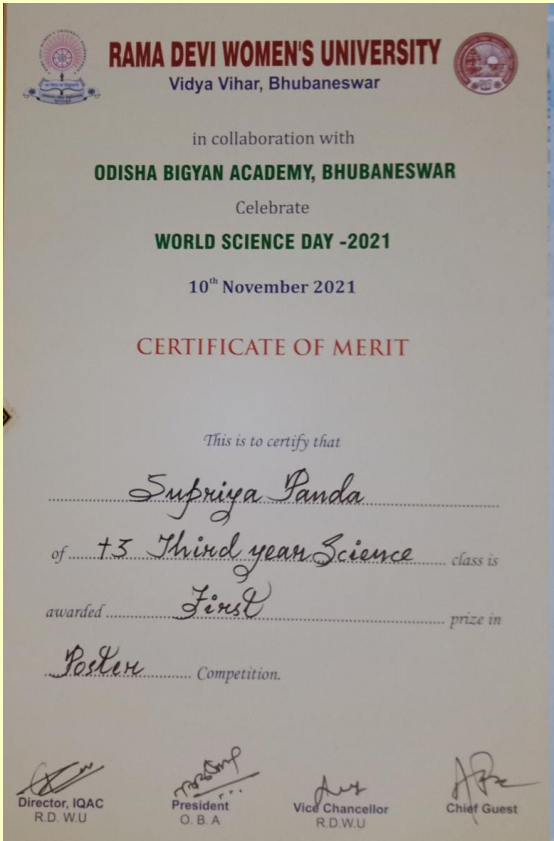 RAMA DEVI WOMEN'S UNIVERSITY
Vidya Vihar, Bhubaneswar
in collaboration with
ODISHA BIGYAN ACADEMY, BHUBANESWAR
Celebrate
WORLD SCIENCE DAY -2021
10th November 2021
CERTIFICATE OF MERIT
This is to certify that
Supriya Panda
of +3 Third year Science class is
awarded First prize in
Poster Competition.
Director, IQAC
R.D. W.U
President
O. B. A
Vice Chancellor
R.D.W.U
Chief Guest